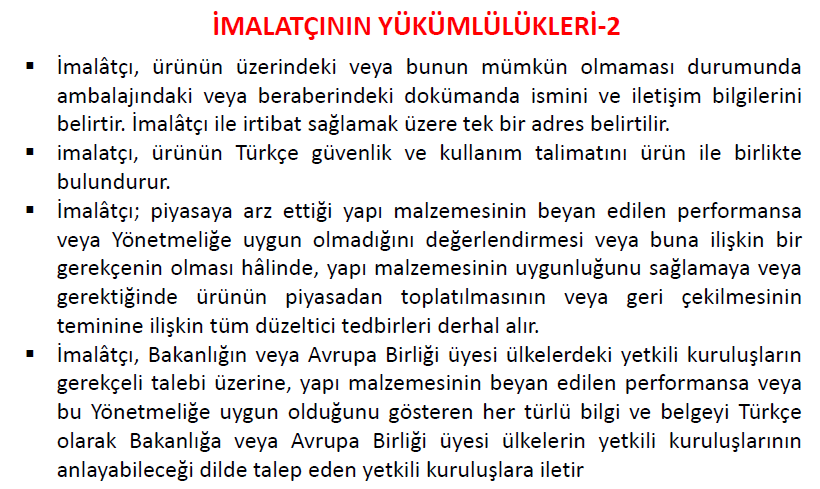 İMALATÇININ YÜKÜMLÜLÜKLERİ-2
▪ İmalâtçı, ürünün üzerindeki veya bunun mümkün olmaması durumunda
ambalajındaki veya beraberindeki dokümanda ismini ve iletişim bilgilerini
belirtir. İmalâtçı ile irtibat sağlamak üzere tek bir adres belirtilir.
▪ imalatçı, ürünün Türkçe güvenlik ve kullanım talimatını ürün ile birlikte
bulundurur.
▪ İmalâtçı; piyasaya arz ettiği yapı malzemesinin beyan edilen performansa
veya Yönetmeliğe uygun olmadığını değerlendirmesi veya buna ilişkin bir
gerekçenin olması hâlinde, yapı malzemesinin uygunluğunu sağlamaya veya
gerektiğinde ürünün piyasadan toplatılmasının veya geri çekilmesinin
teminine ilişkin tüm düzeltici tedbirleri derhal alır.
▪ İmalâtçı, Bakanlığın veya Avrupa Birliği üyesi ülkelerdeki yetkili kuruluşların
gerekçeli talebi üzerine, yapı malzemesinin beyan edilen performansa veya
bu Yönetmeliğe uygun olduğunu gösteren her türlü bilgi ve belgeyi Türkçe
olarak Bakanlığa veya Avrupa Birliği üyesi ülkelerin yetkili kuruluşlarının
anlayabileceği dilde talep eden yetkili kuruluşlara iletir